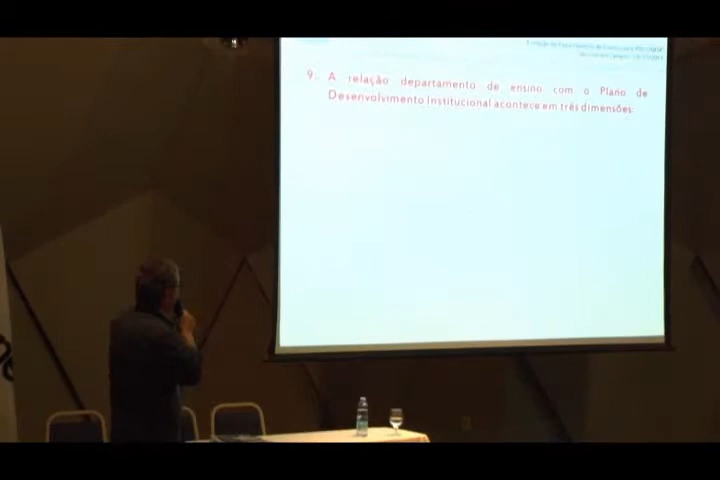 9. A relação departamento de ensino com o Plano de
Desenvolvimento Institucional acontece em três dimensões: